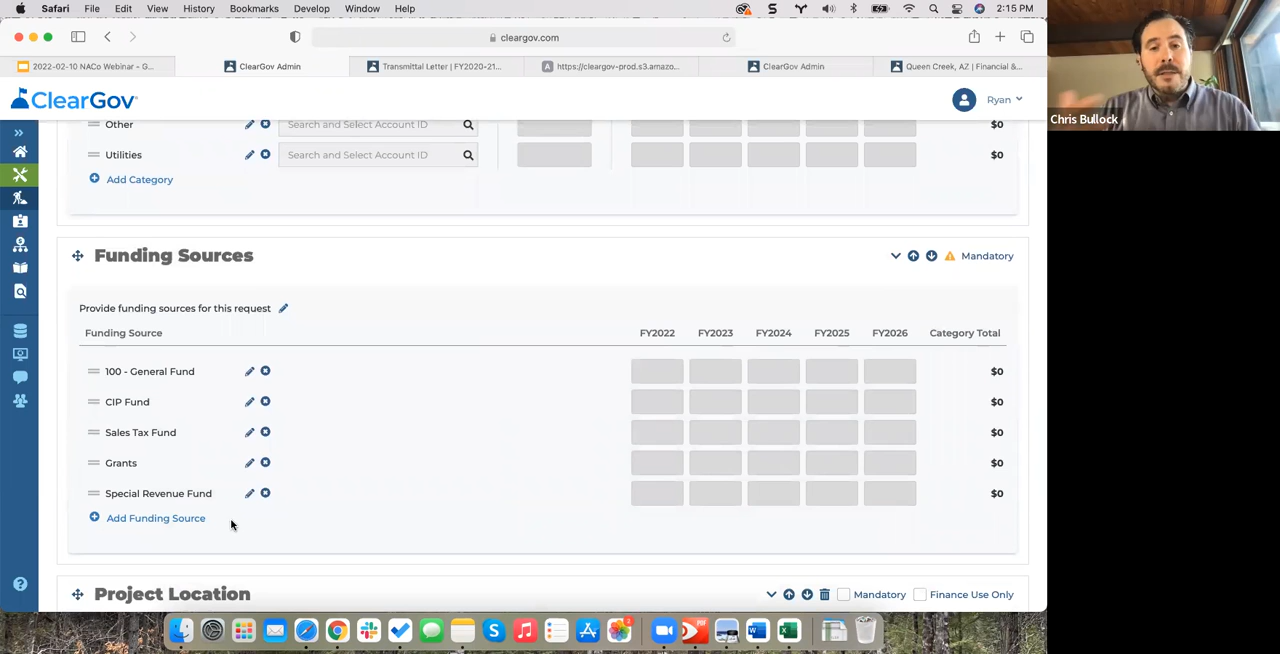 Safari File Edit View History Bookmarks Develop Window Help 2:15 PM
cleargov.com
2022-02-10 NACo Webinar - G...
ClearGov Admin
Transmittal Letter | FY2020-21...
https://cleargov-prod.s3.amazo...
ClearGov Admin
Queen Creek, AZ | Financial &...
ClearGov
Ryan
Chris Bullock
Other Search and Select Account ID $0
Utilities Search and Select Account ID $0
Add Category
Funding Sources Mandatory
Provide funding sources for this request
Funding Source FY2022 FY2023 FY2024 FY2025 FY2026 Category Total
100 - General Fund $0
CIP Fund $0
Sales Tax Fund $0
Grants $0
Special Revenue Fund $0
Add Funding Source
Project Location Mandatory Finance Use Only